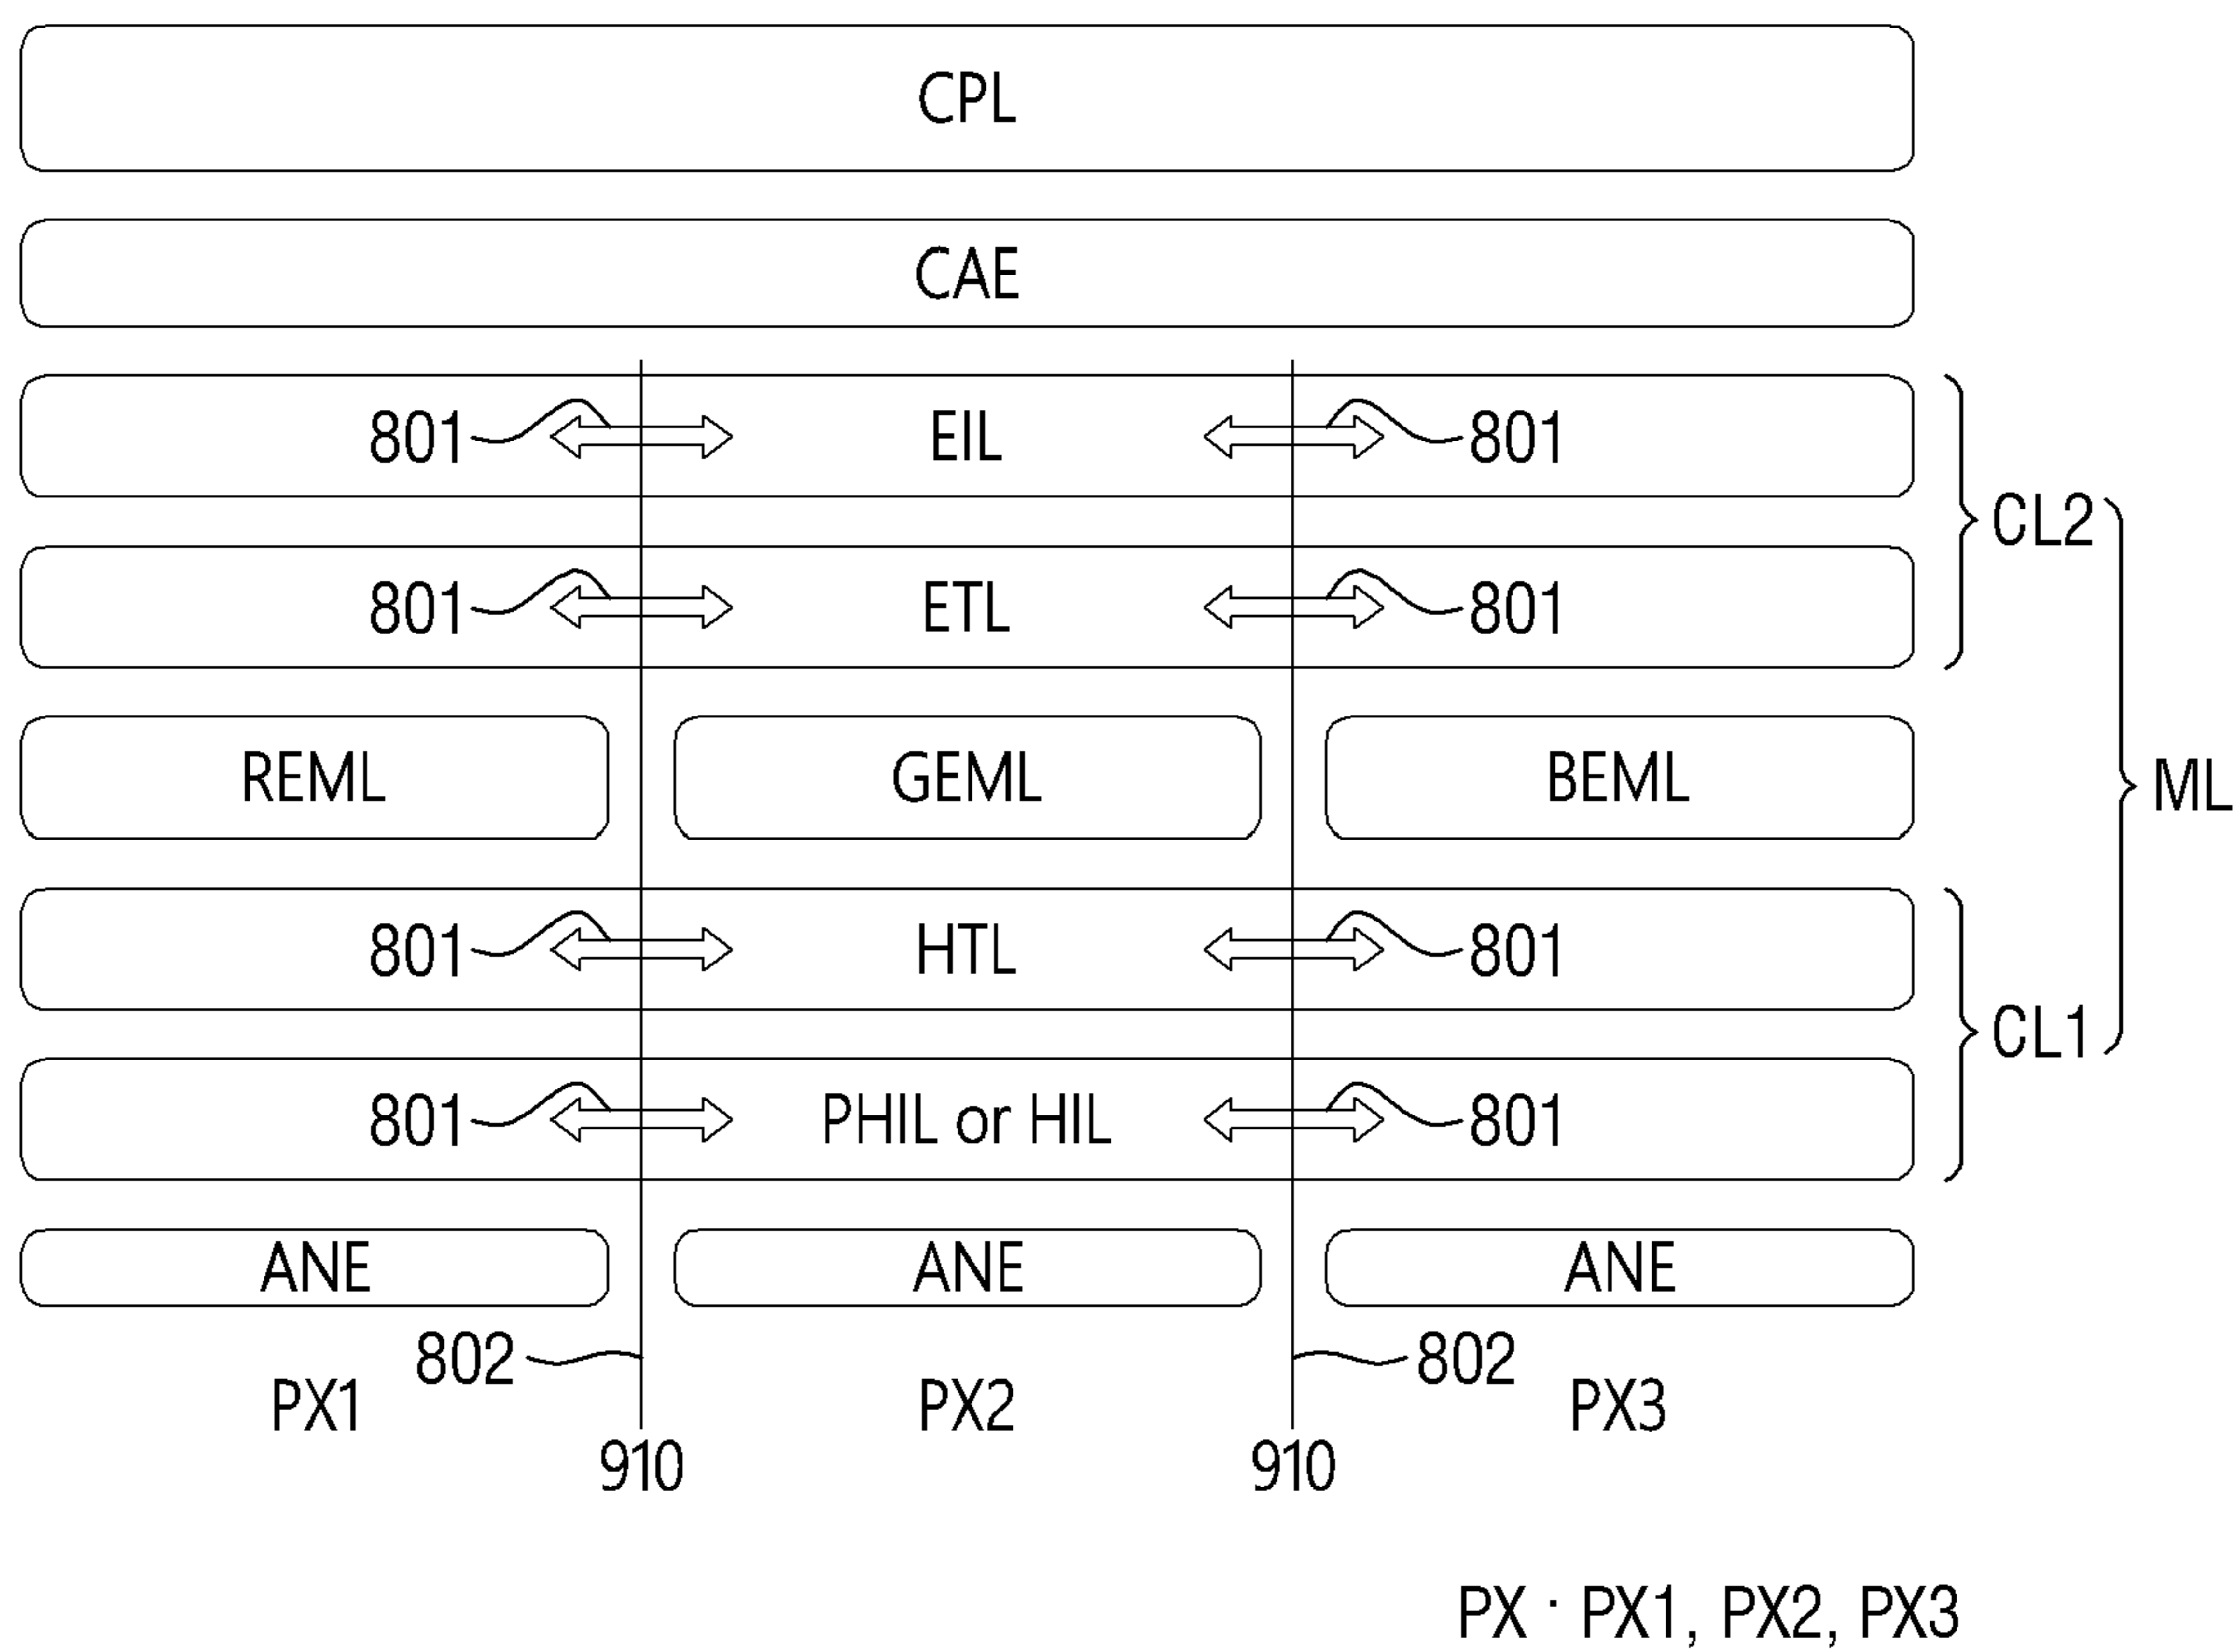 CPL
CAE
801 EIL 801
CL2
801 ETL 801
REML GEML BEML
ML
801 HTL 801
CL1
801 PHIL or HIL 801
ANE ANE ANE
802 802
PX1 PX2 PX3
910 910
PX : PX1, PX2, PX3